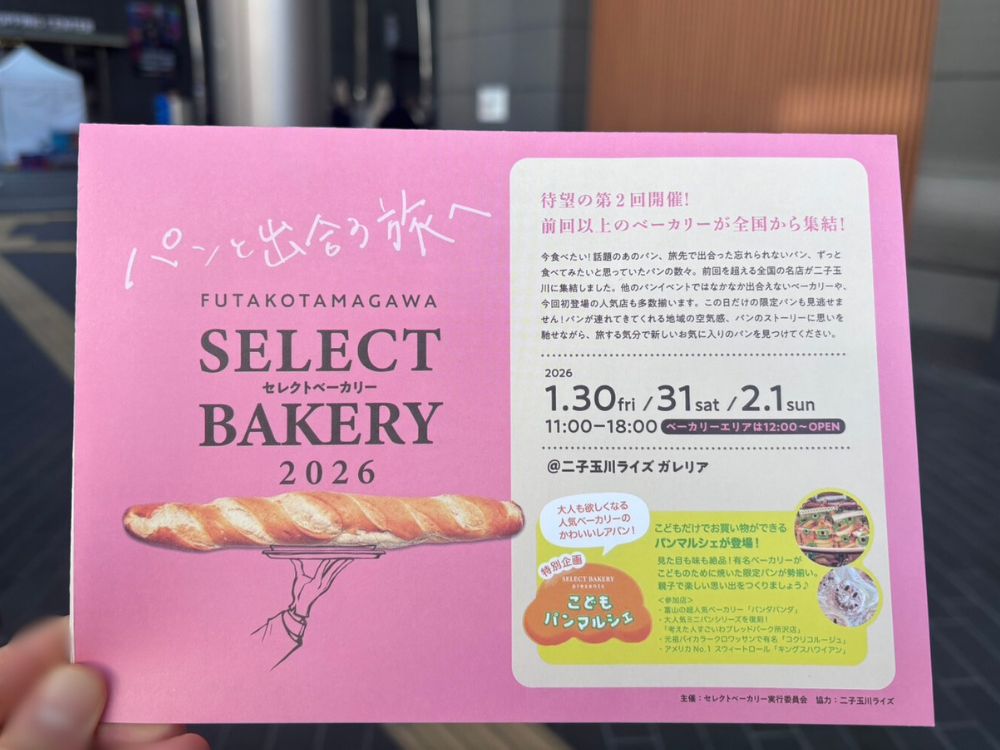 パンと出会う旅へ
FUTAKOTAMAGAWA
SELECT
セレクトベーカリー
BAKERY
2026
待望の第2回開催!
前回以上のベーカリーが全国から集結!
今食べたい!話題のあのパン、旅先で出合った忘れられないパン、ずっと
食べてみたいと思っていたパンの数々。前回を超える全国の名店が二子玉
川に集結しました。他のパンイベントではなかなか出会えないベーカリーや、
今回初登場の人気店も多数揃います。この日だけの限定パンも見逃せま
せん!パンが連れてきてくれる地域の空気感、パンのストーリーに思いを
馳せながら、旅する気分で新しいお気に入りのパンを見つけてください。
2026
1.30fri / 31sat / 2.1sun
11:00−18:00 ベーカリーエリアは12:00〜OPEN
@二子玉川ライズ ガレリア
大人も欲しくなる
人気ベーカリーの
かわいいレアパン!
特別企画
SELECT BAKERY
presents
こども
パンマルシェ
こどもだけでお買い物ができる
パンマルシェが登場!
見た目も味も絶品!有名ベーカリーが
こどものために焼いた限定パンが勢揃い。
親子で楽しい思い出をつくりましょう♪
<参加店>
・富山の超人気ベーカリー「パンダパンダ」
・大人気ミニパンシリーズを復刻!
「考えた人すごいわブレッドパーク所沢店」
・元祖バイカラークロワッサンで有名「コクリコルージュ」
・アメリカ No.1 スウィートロール「キングスハワイアン」
主催:セレクトベーカリー実行委員会 協力:二子玉川ライズ